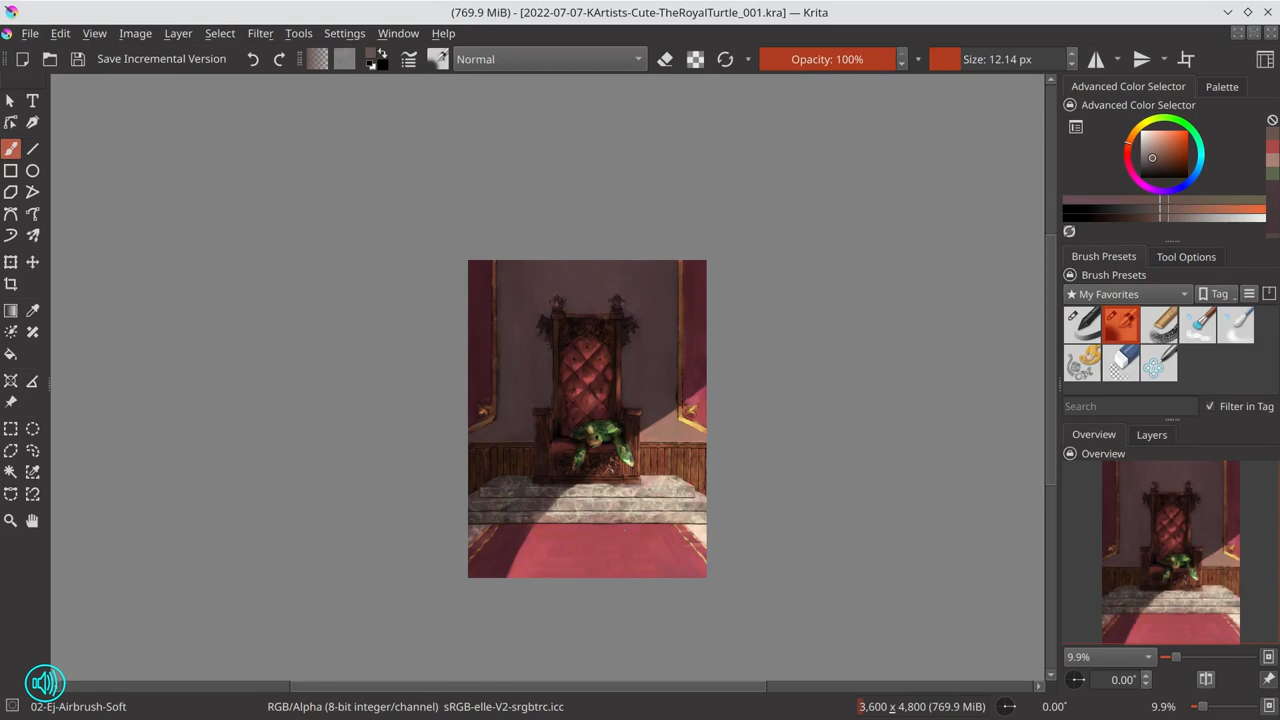 (769.9 MiB) - [2022-07-07-KArtists-Cute-TheRoyalTurtle_001.kra] — Krita
File Edit View Image Layer Select Filter Tools Settings Window Help
Save Incremental Version
Normal
Opacity: 100%
Size: 12.14 px
Advanced Color Selector
Palette
Advanced Color Selector
Brush Presets
Tool Options
Brush Presets
★ My Favorites
Tag
Search
Filter in Tag
Overview
Layers
Overview
9.9%
0.00°
02-Ej-Airbrush-Soft
RGB/Alpha (8-bit integer/channel) sRGB-elle-V2-srgbtrc.icc
3,600 x 4,800 (769.9 MiB)
0.00°
9.9%